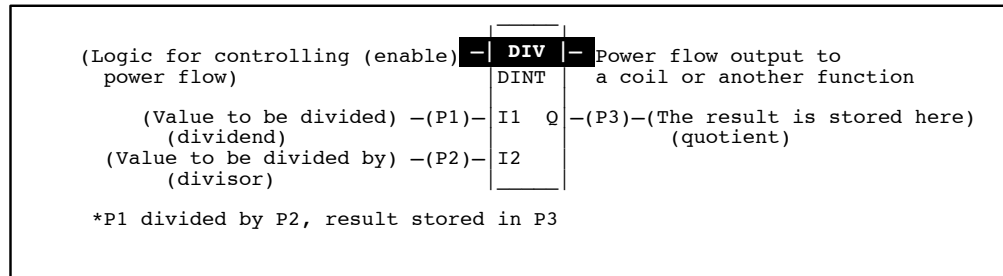 (Logic for controlling (enable) –| DIV |– Power flow output to
power flow) DINT a coil or another function
(Value to be divided) –(P1)– I1 Q –(P3)–(The result is stored here)
(dividend) (quotient)
(Value to be divided by) –(P2)– I2
(divisor)
*P1 divided by P2, result stored in P3